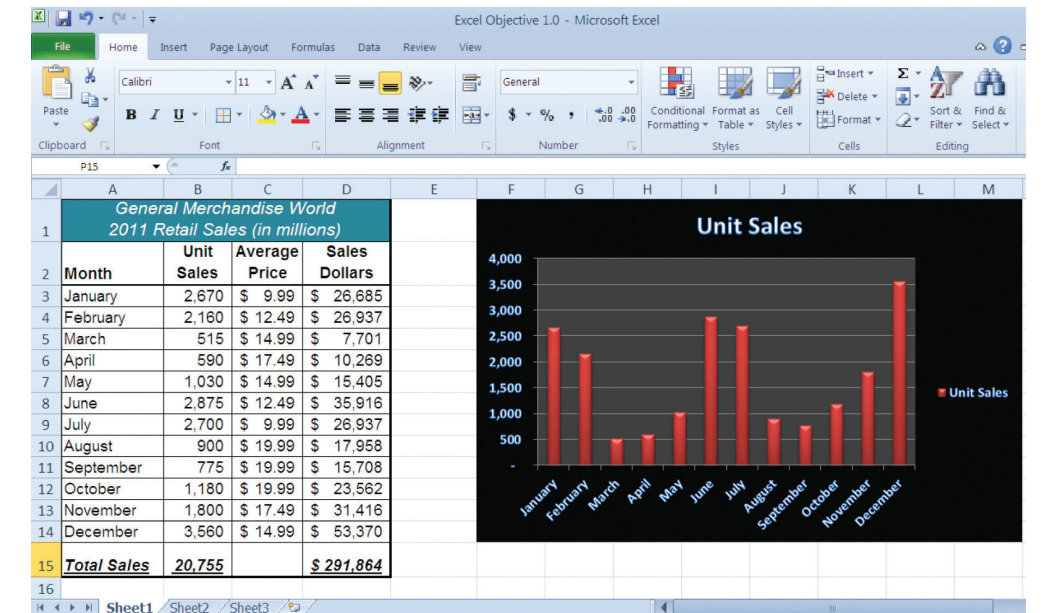 Excel Objective 1.0 - Microsoft Excel
File Home Insert Page Layout Formulas Data Review View
Calibri 11 A A General
Insert
Delete
Format
Paste
B I U A $ % , .0 .00 .00 .0
Conditional Formatting Format as Table Cell Styles
Σ
Sort & Filter Find & Select
Clipboard Font Alignment Number Styles Cells Editing
P15 fx
A B C D E F G H I J K L M
1 General Merchandise World
2011 Retail Sales (in millions)
2 Month Unit Sales Average Price Sales Dollars
3 January 2,670 $ 9.99 $ 26,685
4 February 2,160 $ 12.49 $ 26,937
5 March 515 $ 14.99 $ 7,701
6 April 590 $ 17.49 $ 10,269
7 May 1,030 $ 14.99 $ 15,405
8 June 2,875 $ 12.49 $ 35,916
9 July 2,700 $ 9.99 $ 26,937
10 August 900 $ 19.99 $ 17,958
11 September 775 $ 19.99 $ 15,708
12 October 1,180 $ 19.99 $ 23,562
13 November 1,800 $ 17.49 $ 31,416
14 December 3,560 $ 14.99 $ 53,370
15 Total Sales 20,755 $ 291,864
16
Unit Sales
4,000
3,500
3,000
2,500
2,000
1,500
1,000
500
-
January February March April May June July August September October November December
Unit Sales
Sheet1 Sheet2 Sheet3